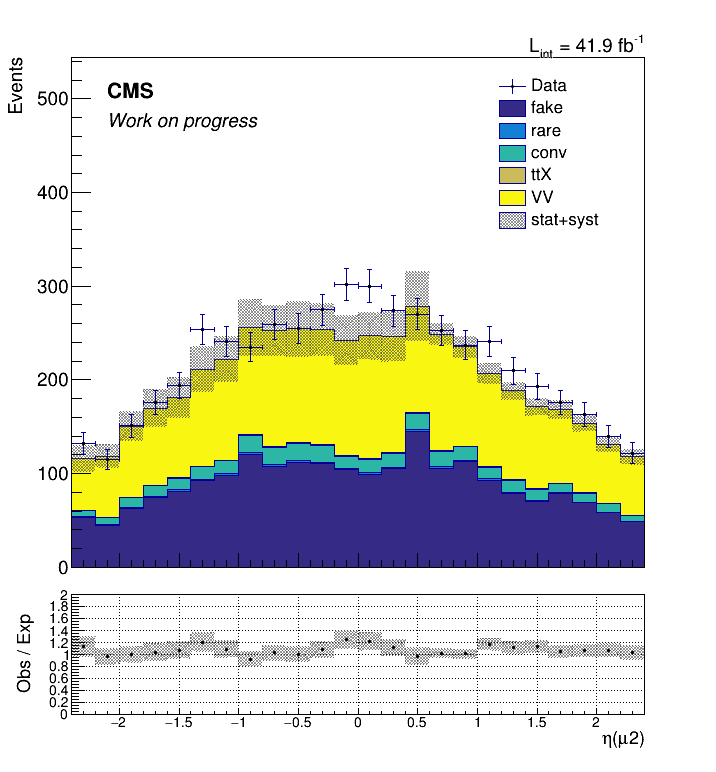 L_int = 41.9 fb^-1
Events
CMS
Work on progress
Data
fake
rare
conv
ttX
VV
stat+syst
500
400
300
200
100
0
Obs / Exp
2
1.8
1.6
1.4
1.2
1
0.8
0.6
0.4
0.2
0
−2 −1.5 −1 −0.5 0 0.5 1 1.5 2
η(μ2)